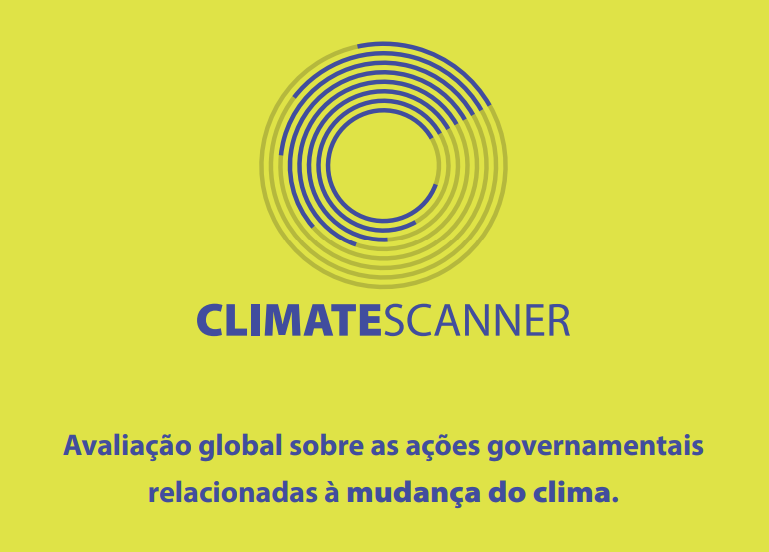 CLIMATESCANNER
Avaliação global sobre as ações governamentais
relacionadas à mudança do clima.